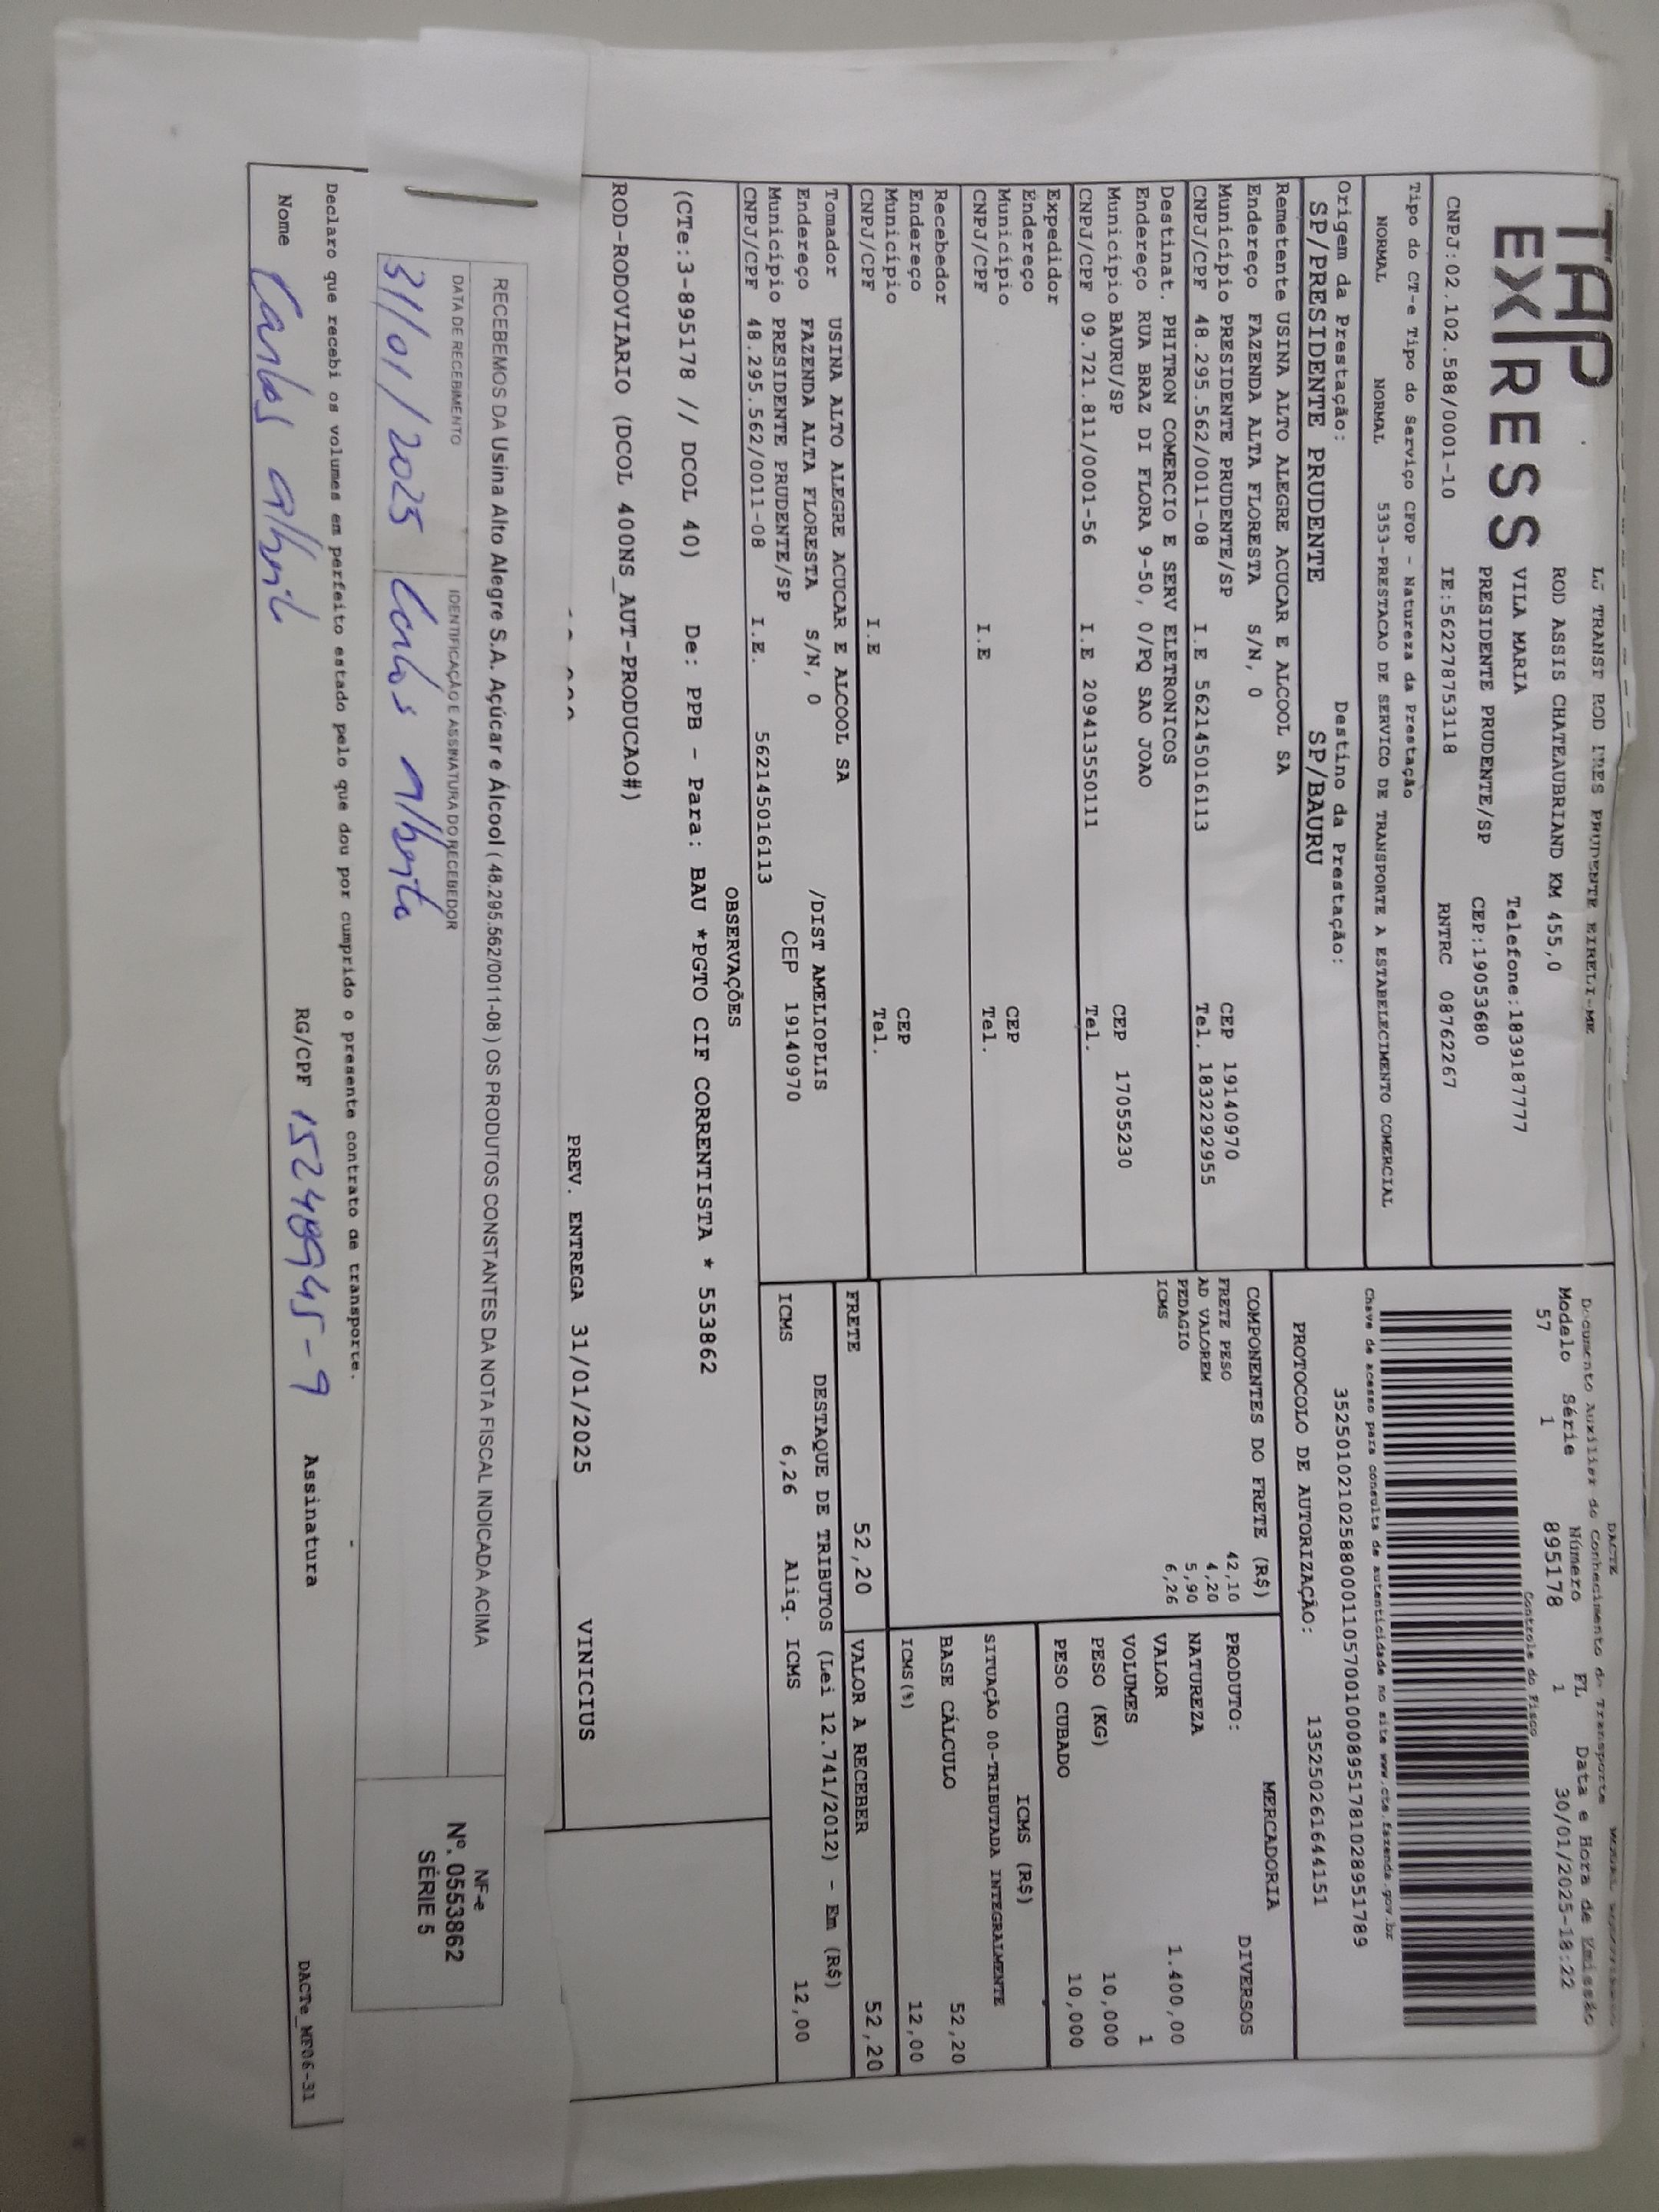 TAP
EXPRESS
LG TRANSP ROD PRES PRUDENTE EIRELI-ME
ROD ASSIS CHATEAUBRIAND KM 455,0
VILA MARIA Telefone:1839187777
PRESIDENTE PRUDENTE/SP CEP:19053680
CNPJ:02.102.588/0001-10 IE:562278753118 RNTRC 08762267
Tipo do CT-e Tipo do Serviço CFOP - Natureza da Prestação
NORMAL NORMAL 5353-PRESTACAO DE SERVICO DE TRANSPORTE A ESTABELECIMENTO COMERCIAL
Origem da Prestação: Destino da Prestação:
SP/PRESIDENTE PRUDENTE SP/BAURU
Remetente USINA ALTO ALEGRE ACUCAR E ALCOOL SA
Endereço FAZENDA ALTA FLORESTA S/N, 0
Município PRESIDENTE PRUDENTE/SP CEP 19140970
CNPJ/CPF 48.295.562/0011-08 I.E 562145016113 Tel. 1832292955
Destinat. PHITRON COMERCIO E SERV ELETRONICOS
Endereço RUA BRAZ DI FLORA 9-50, 0/PQ SAO JOAO
Município BAURU/SP CEP 17055230
CNPJ/CPF 09.721.811/0001-56 I.E 209413550111 Tel.
Expedidor
Endereço
Município CEP
CNPJ/CPF I.E Tel.
Recebedor
Endereço
Município CEP
CNPJ/CPF I.E Tel.
Tomador USINA ALTO ALEGRE ACUCAR E ALCOOL SA
Endereço FAZENDA ALTA FLORESTA S/N, 0 /DIST AMELIOPLIS
Município PRESIDENTE PRUDENTE/SP CEP 19140970
CNPJ/CPF 48.295.562/0011-08 I.E. 562145016113
DACTE
Documento Auxiliar do Conhecimento de Transporte
Modelo Série Número FL Data e Hora de Emissão
57 1 895178 1 30/01/2025-18:22
Controle do Fisco
Chave de acesso para consulta de autenticidade no site www.cte.fazenda.gov.br
35250102102588000110570010008951781028951789
PROTOCOLO DE AUTORIZAÇÃO: 135250261644151
COMPONENTES DO FRETE (R$)
FRETE PESO 42,10
AD VALOREM 4,20
PEDAGIO 5,90
ICMS 6,26
MERCADORIA
PRODUTO: DIVERSOS
NATUREZA
VALOR 1.400,00
VOLUMES 1
PESO (KG) 10,000
PESO CUBADO 10,000
ICMS (R$)
SITUAÇÃO 00-TRIBUTADA INTEGRALMENTE
BASE CÁLCULO 52,20
ICMS(%) 12,00
FRETE 52,20 VALOR A RECEBER 52,20
DESTAQUE DE TRIBUTOS (Lei 12.741/2012) - Em (R$)
ICMS 6,26 Aliq. ICMS 12,00
OBSERVAÇÕES
(CTe:3-895178 // DCOL 40) De: PPB - Para: BAU *PGTO CIF CORRENTISTA * 553862
ROD-RODOVIARIO (DCOL 400NS_AUT-PRODUCAO#)
PREV. ENTREGA 31/01/2025 VINICIUS
RECEBEMOS DA Usina Alto Alegre S.A. Açúcar e Álcool ( 48.295.562/0011-08 ) OS PRODUTOS CONSTANTES DA NOTA FISCAL INDICADA ACIMA
DATA DE RECEBIMENTO IDENTIFICAÇÃO E ASSINATURA DO RECEBEDOR
31/01/2025 Carlos Alberto
NF-e
Nº. 0553862
SÉRIE 5
Declaro que recebi os volumes em perfeito estado pelo que dou por cumprido o presente contrato de transporte.
Nome Carlos RG/CPF 15248945-9 Assinatura
DACTe_MF06-31